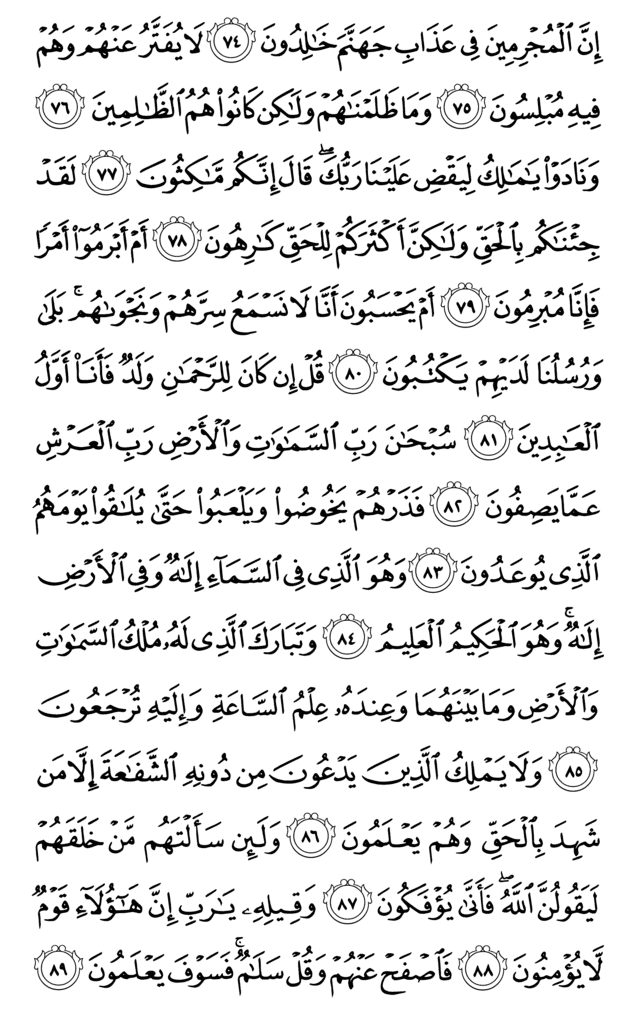 إِنَّ ٱلْمُجْرِمِينَ فِى عَذَابِ جَهَنَّمَ خَٰلِدُونَ ٧٤ لَا يُفَتَّرُ عَنْهُمْ وَهُمْ
فِيهِ مُبْلِسُونَ ٧٥ وَمَا ظَلَمْنَٰهُمْ وَلَٰكِن كَانُوا۟ هُمُ ٱلظَّٰلِمِينَ ٧٦
وَنَادَوْا۟ يَٰمَٰلِكُ لِيَقْضِ عَلَيْنَا رَبُّكَ ۖ قَالَ إِنَّكُم مَّٰكِثُونَ ٧٧ لَقَدْ
جِئْنَٰكُم بِٱلْحَقِّ وَلَٰكِنَّ أَكْثَرَكُمْ لِلْحَقِّ كَٰرِهُونَ ٧٨ أَمْ أَبْرَمُوٓا۟ أَمْرًا
فَإِنَّا مُبْرِمُونَ ٧٩ أَمْ يَحْسَبُونَ أَنَّا لَا نَسْمَعُ سِرَّهُمْ وَنَجْوَىٰهُم ۚ بَلَىٰ
وَرُسُلُنَا لَدَيْهِمْ يَكْتُبُونَ ٨٠ قُلْ إِن كَانَ لِلرَّحْمَٰنِ وَلَدٌ فَأَنَا۠ أَوَّلُ
ٱلْعَٰبِدِينَ ٨١ سُبْحَٰنَ رَبِّ ٱلسَّمَٰوَٰتِ وَٱلْأَرْضِ رَبِّ ٱلْعَرْشِ
عَمَّا يَصِفُونَ ٨٢ فَذَرْهُمْ يَخُوضُوا۟ وَيَلْعَبُوا۟ حَتَّىٰ يُلَٰقُوا۟ يَوْمَهُمُ
ٱلَّذِى يُوعَدُونَ ٨٣ وَهُوَ ٱلَّذِى فِى ٱلسَّمَآءِ إِلَٰهٌ وَفِى ٱلْأَرْضِ
إِلَٰهٌ ۚ وَهُوَ ٱلْحَكِيمُ ٱلْعَلِيمُ ٨٤ وَتَبَارَكَ ٱلَّذِى لَهُۥ مُلْكُ ٱلسَّمَٰوَٰتِ
وَٱلْأَرْضِ وَمَا بَيْنَهُمَا وَعِندَهُۥ عِلْمُ ٱلسَّاعَةِ وَإِلَيْهِ تُرْجَعُونَ
٨٥ وَلَا يَمْلِكُ ٱلَّذِينَ يَدْعُونَ مِن دُونِهِ ٱلشَّفَٰعَةَ إِلَّا مَن
شَهِدَ بِٱلْحَقِّ وَهُمْ يَعْلَمُونَ ٨٦ وَلَئِن سَأَلْتَهُم مَّنْ خَلَقَهُمْ
لَيَقُولُنَّ ٱللَّهُ ۖ فَأَنَّىٰ يُؤْفَكُونَ ٨٧ وَقِيلِهِۦ يَٰرَبِّ إِنَّ هَٰٓؤُلَآءِ قَوْمٌ
لَّا يُؤْمِنُونَ ٨٨ فَٱصْفَحْ عَنْهُمْ وَقُلْ سَلَٰمٌ ۚ فَسَوْفَ يَعْلَمُونَ ٨٩